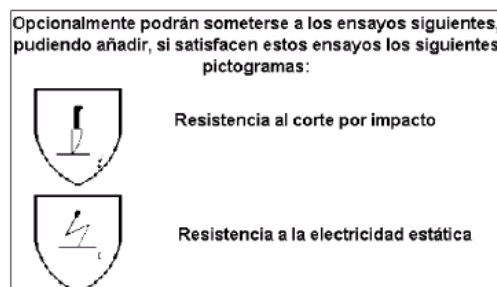 Opcionalmente podrán someterse a los ensayos siguientes,
pudiendo añadir, si satisfacen estos ensayos los siguientes
pictogramas:
Resistencia al corte por impacto
Resistencia a la electricidad estática